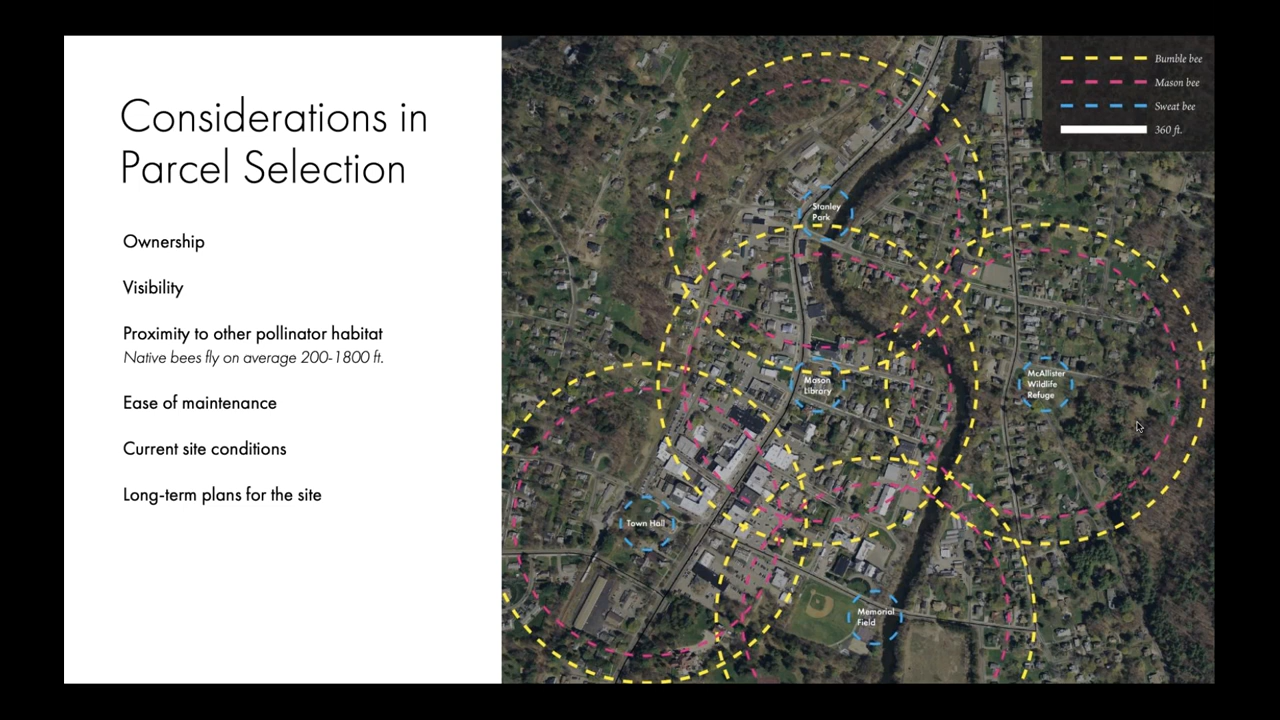 Considerations in
Parcel Selection
Ownership
Visibility
Proximity to other pollinator habitat
Native bees fly on average 200-1800 ft.
Ease of maintenance
Current site conditions
Long-term plans for the site
Bumble bee
Mason bee
Sweat bee
360 ft.
Stanley
Park
Mason
Library
McAllister
Wildlife
Refuge
Town Hall
Memorial
Field